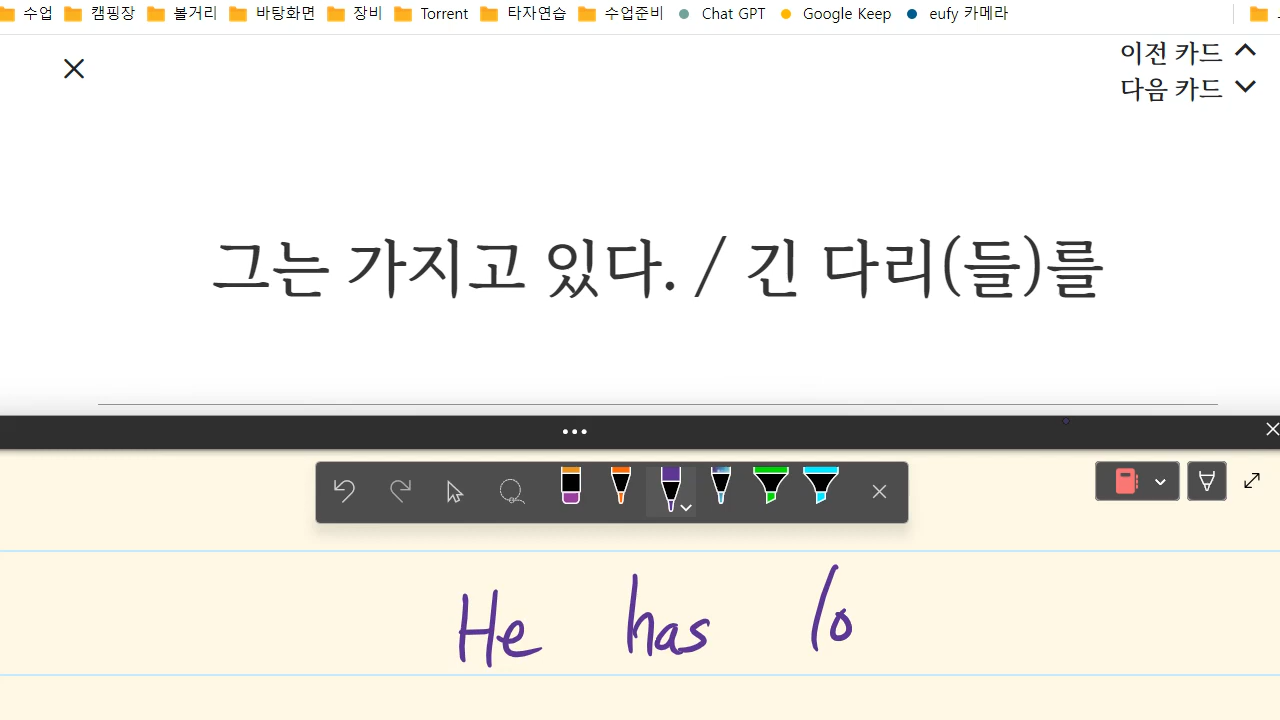 수업 캠핑장 볼거리 바탕화면 장비 Torrent 타자연습 수업준비 Chat GPT Google Keep eufy 카메라
이전 카드
다음 카드
그는 가지고 있다. / 긴 다리(들)를
He has lo